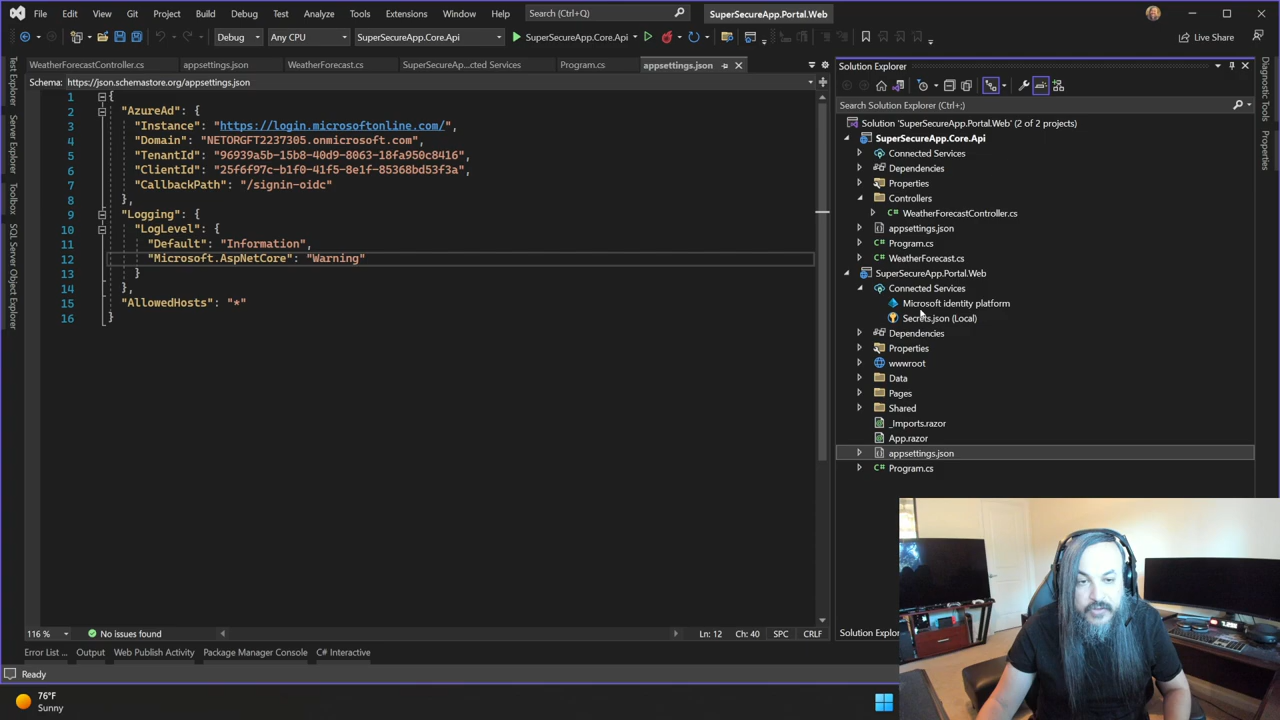 File Edit View Git Project Build Debug Test Analyze Tools Extensions Window Help Search (Ctrl+Q) SuperSecureApp.Portal.Web
Debug Any CPU SuperSecureApp.Core.Api SuperSecureApp.Core.Api Live Share
WeatherForecastController.cs appsettings.json WeatherForecast.cs SuperSecureAp...cted Services Program.cs appsettings.json
Schema: https://json.schemastore.org/appsettings.json
1 {
2 "AzureAd": {
3 "Instance": "https://login.microsoftonline.com/",
4 "Domain": "NETORGFT2237305.onmicrosoft.com",
5 "TenantId": "96939a5b-15b8-40d9-8063-18fa950c8416",
6 "ClientId": "25f6f97c-b1f0-41f5-8e1f-85368bd53f3a",
7 "CallbackPath": "/signin-oidc"
8 },
9 "Logging": {
10 "LogLevel": {
11 "Default": "Information",
12 "Microsoft.AspNetCore": "Warning"
13 }
14 },
15 "AllowedHosts": "*"
16 }
116 % No issues found Ln: 12 Ch: 40 SPC CRLF
Error List ... Output Web Publish Activity Package Manager Console C# Interactive
Ready
76°F
Sunny
Test Explorer
Server Explorer
Toolbox
SQL Server Object Explorer
Solution Explorer
Search Solution Explorer (Ctrl+;)
Solution 'SuperSecureApp.Portal.Web' (2 of 2 projects)
SuperSecureApp.Core.Api
Connected Services
Dependencies
Properties
Controllers
C# WeatherForecastController.cs
appsettings.json
C# Program.cs
C# WeatherForecast.cs
SuperSecureApp.Portal.Web
Connected Services
Microsoft identity platform
Secrets.json (Local)
Dependencies
Properties
wwwroot
Data
Pages
Shared
_Imports.razor
App.razor
appsettings.json
C# Program.cs
Solution Explor
Diagnostic Tools
Properties